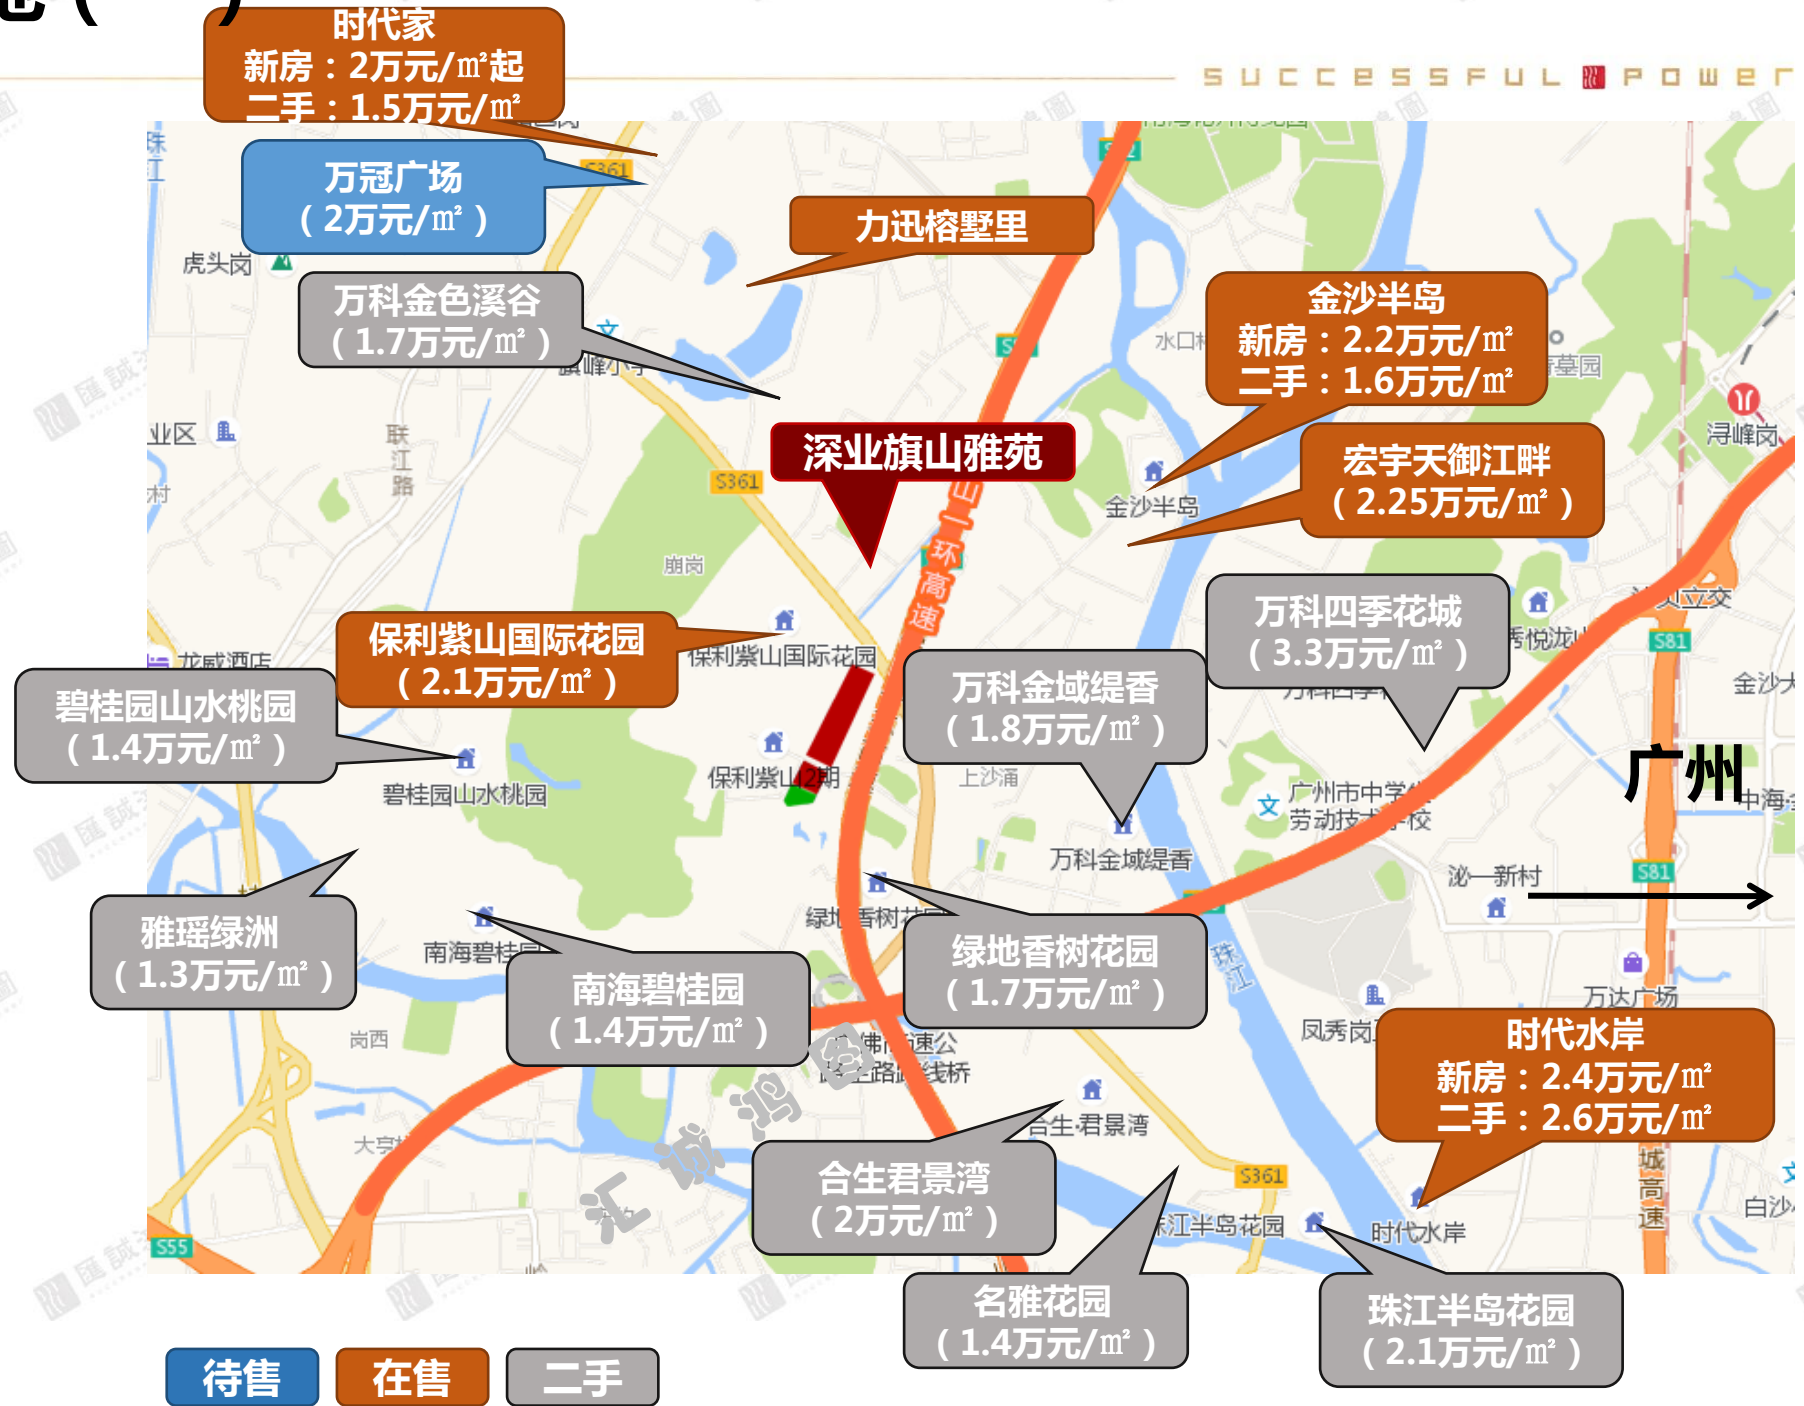 时代家
新房：2万元/㎡起
二手：1.5万元/㎡
SUCCESSFUL POWER
万冠广场
（2万元/㎡）
S361
力迅榕墅里
虎头岗
万科金色溪谷
（1.7万元/㎡）
金沙半岛
新房：2.2万元/㎡
二手：1.6万元/㎡
浔峰岗
业区
联江路
深业旗山雅苑
S361
宏宇天御江畔
（2.25万元/㎡）
金沙半岛
村
崩岗
环高速
万科四季花城
（3.3万元/㎡）
S81
保利紫山国际花园
（2.1万元/㎡）
保利紫山国际花园
龙威酒店
碧桂园山水桃园
（1.4万元/㎡）
碧桂园山水桃园
万科金域缇香
（1.8万元/㎡）
保利紫山2期
上沙涌
广州
广州市中学生
劳动技术学校
万科金域缇香
泌一新村
S81
雅瑶绿洲
（1.3万元/㎡）
南海碧桂园
（1.4万元/㎡）
绿地香树花园
（1.7万元/㎡）
珠江
万达广场
岗西
时代水岸
新房：2.4万元/㎡
二手：2.6万元/㎡
合生·君景湾
合生君景湾
（2万元/㎡）
S361
城高速
珠江半岛花园
时代水岸
S55
名雅花园
（1.4万元/㎡）
珠江半岛花园
（2.1万元/㎡）
待售
在售
二手